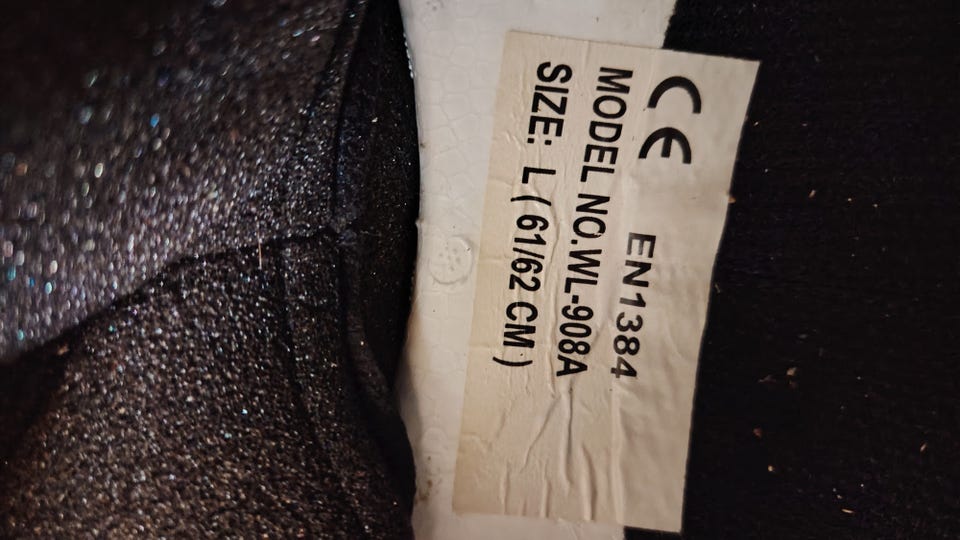 CE EN1384
MODEL NO.WL-908A
SIZE: L ( 61/62 CM )